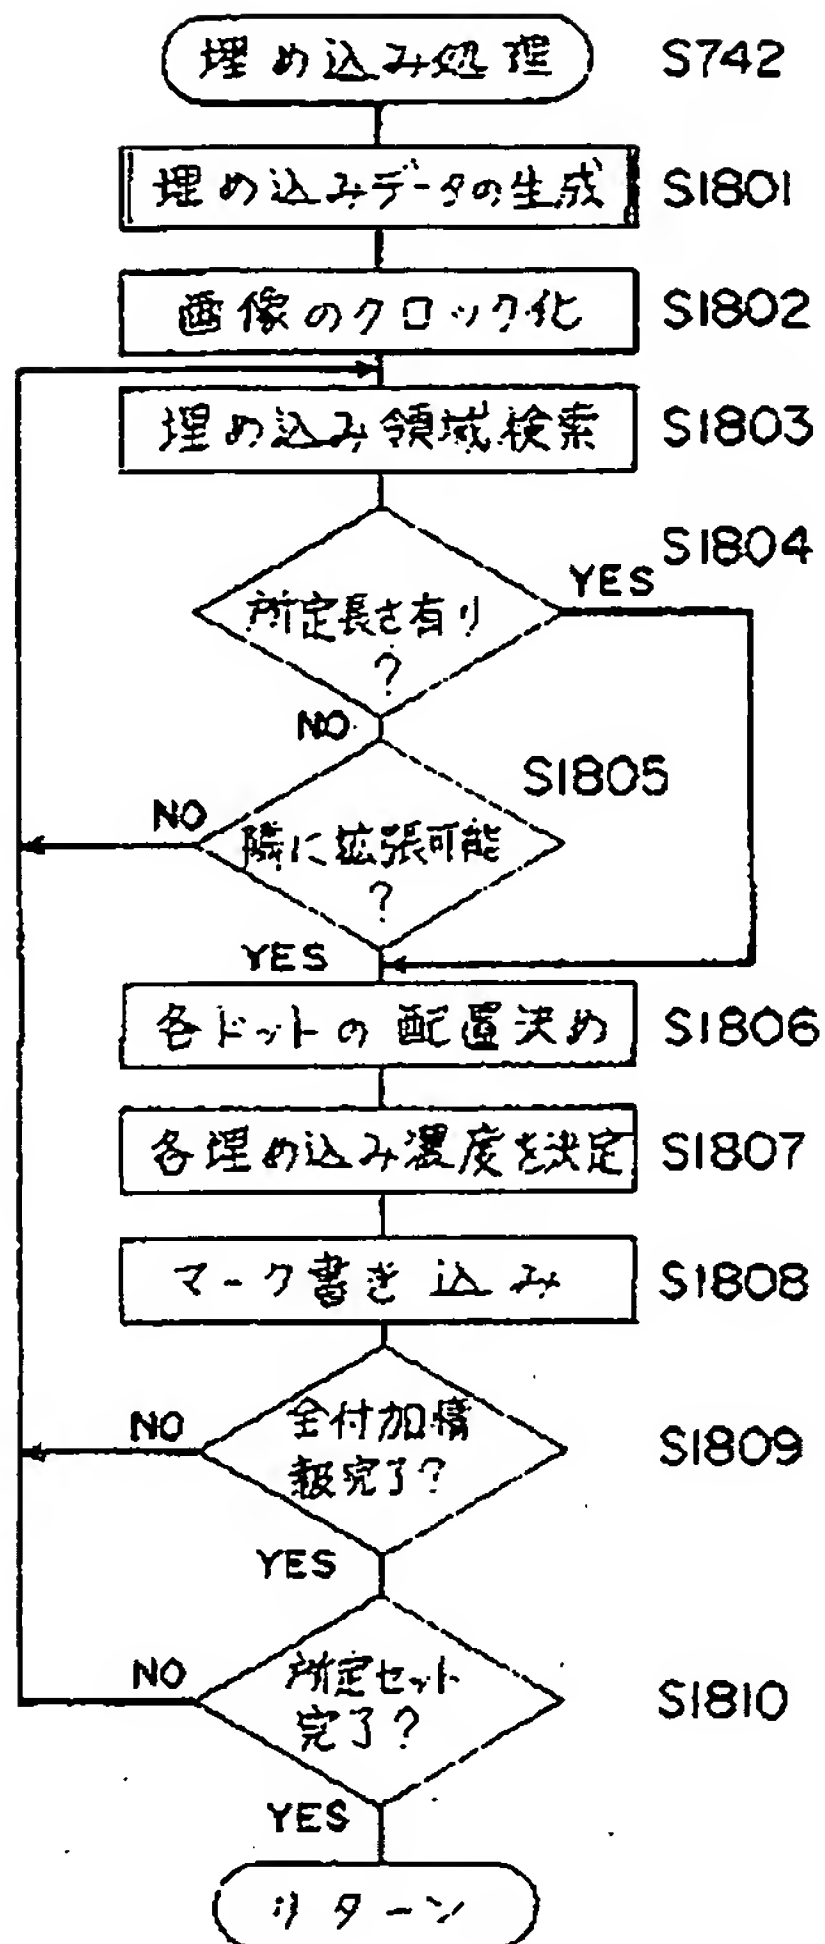 埋め込み処理 S742
埋め込みデータの生成 S1801
画像のクロック化 S1802
埋め込み領域検索 S1803
S1804
YES
所定長さ有り
?
NO
S1805
NO
隣に拡張可能
?
YES
各ドットの配置決め S1806
各埋め込み濃度を決定 S1807
マーク書き込み S1808
全付加情
報完了?
NO
S1809
YES
所定セット
完了?
NO
S1810
YES
リターン